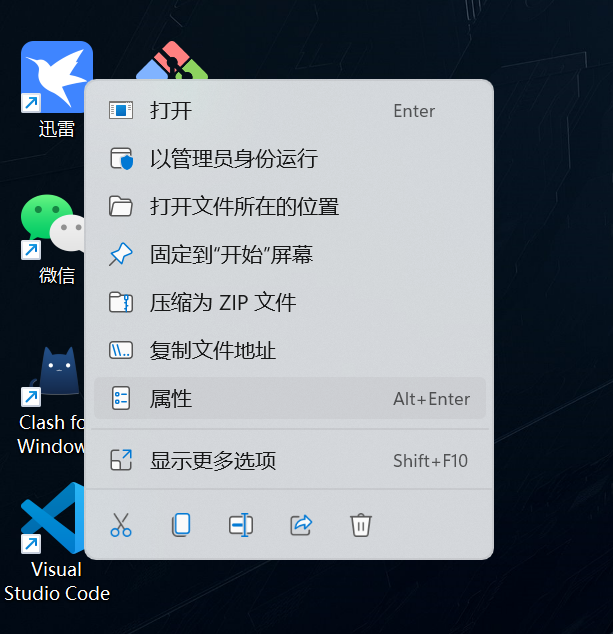 迅雷
微信
Clash fo
Window
Visual
Studio Code
打开 Enter
以管理员身份运行
打开文件所在的位置
固定到“开始”屏幕
压缩为 ZIP 文件
复制文件地址
属性 Alt+Enter
显示更多选项 Shift+F10